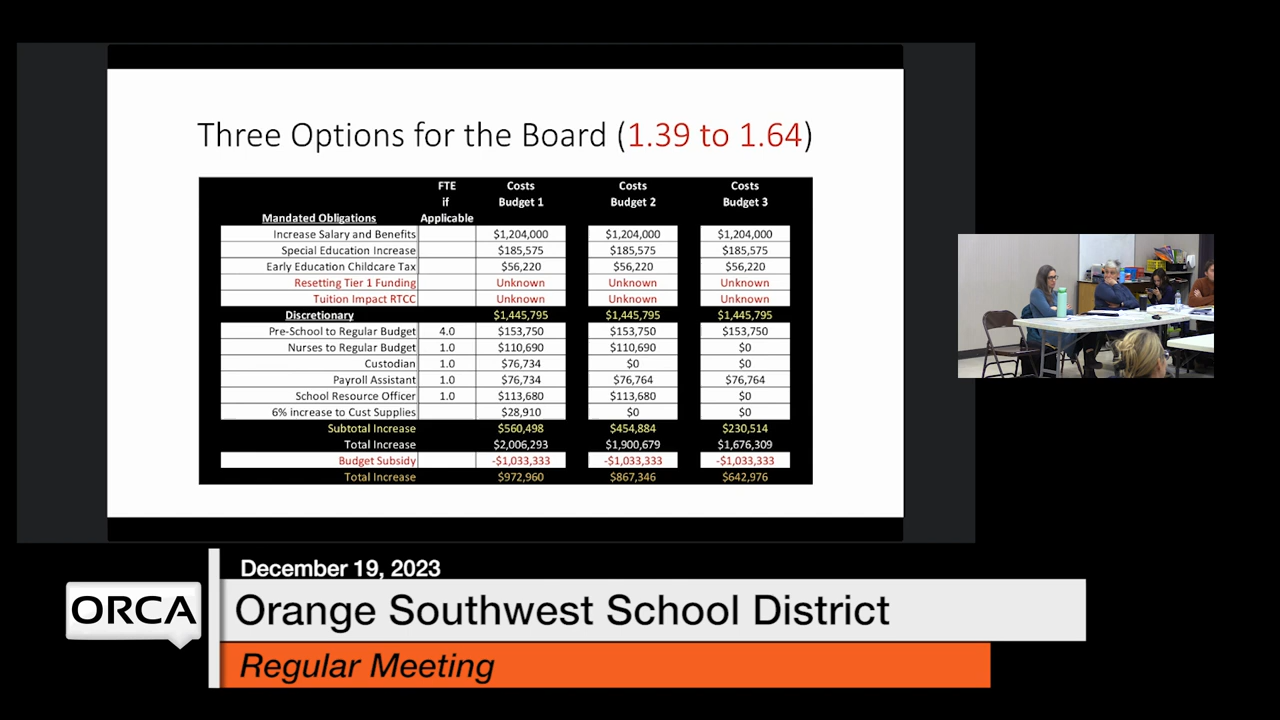 Three Options for the Board (1.39 to 1.64)
FTE if Applicable Costs Budget 1 Costs Budget 2 Costs Budget 3
Mandated Obligations
Increase Salary and Benefits $1,204,000 $1,204,000 $1,204,000
Special Education Increase $185,575 $185,575 $185,575
Early Education Childcare Tax $56,220 $56,220 $56,220
Resetting Tier 1 Funding Unknown Unknown Unknown
Tuition Impact RTCC Unknown Unknown Unknown
Discretionary $1,445,795 $1,445,795 $1,445,795
Pre-School to Regular Budget 4.0 $153,750 $153,750 $153,750
Nurses to Regular Budget 1.0 $110,690 $110,690 $0
Custodian 1.0 $76,734 $0 $0
Payroll Assistant 1.0 $76,734 $76,764 $76,764
School Resource Officer 1.0 $113,680 $113,680 $0
6% increase to Cust Supplies $28,910 $0 $0
Subtotal Increase $560,498 $454,884 $230,514
Total Increase $2,006,293 $1,900,679 $1,676,309
Budget Subsidy -$1,033,333 -$1,033,333 -$1,033,333
Total Increase $972,960 $867,346 $642,976
December 19, 2023
ORCA
Orange Southwest School District
Regular Meeting